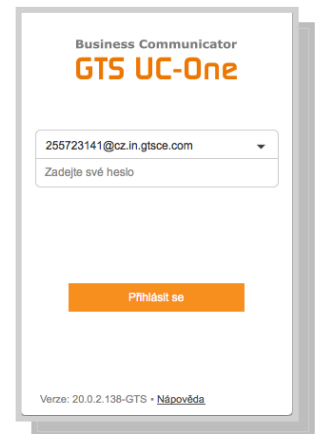 Business Communicator
GTS UC-One
255723141@cz.in.gtsce.com
Zadejte své heslo
Přihlásit se
Verze: 20.0.2.138-GTS • Nápověda